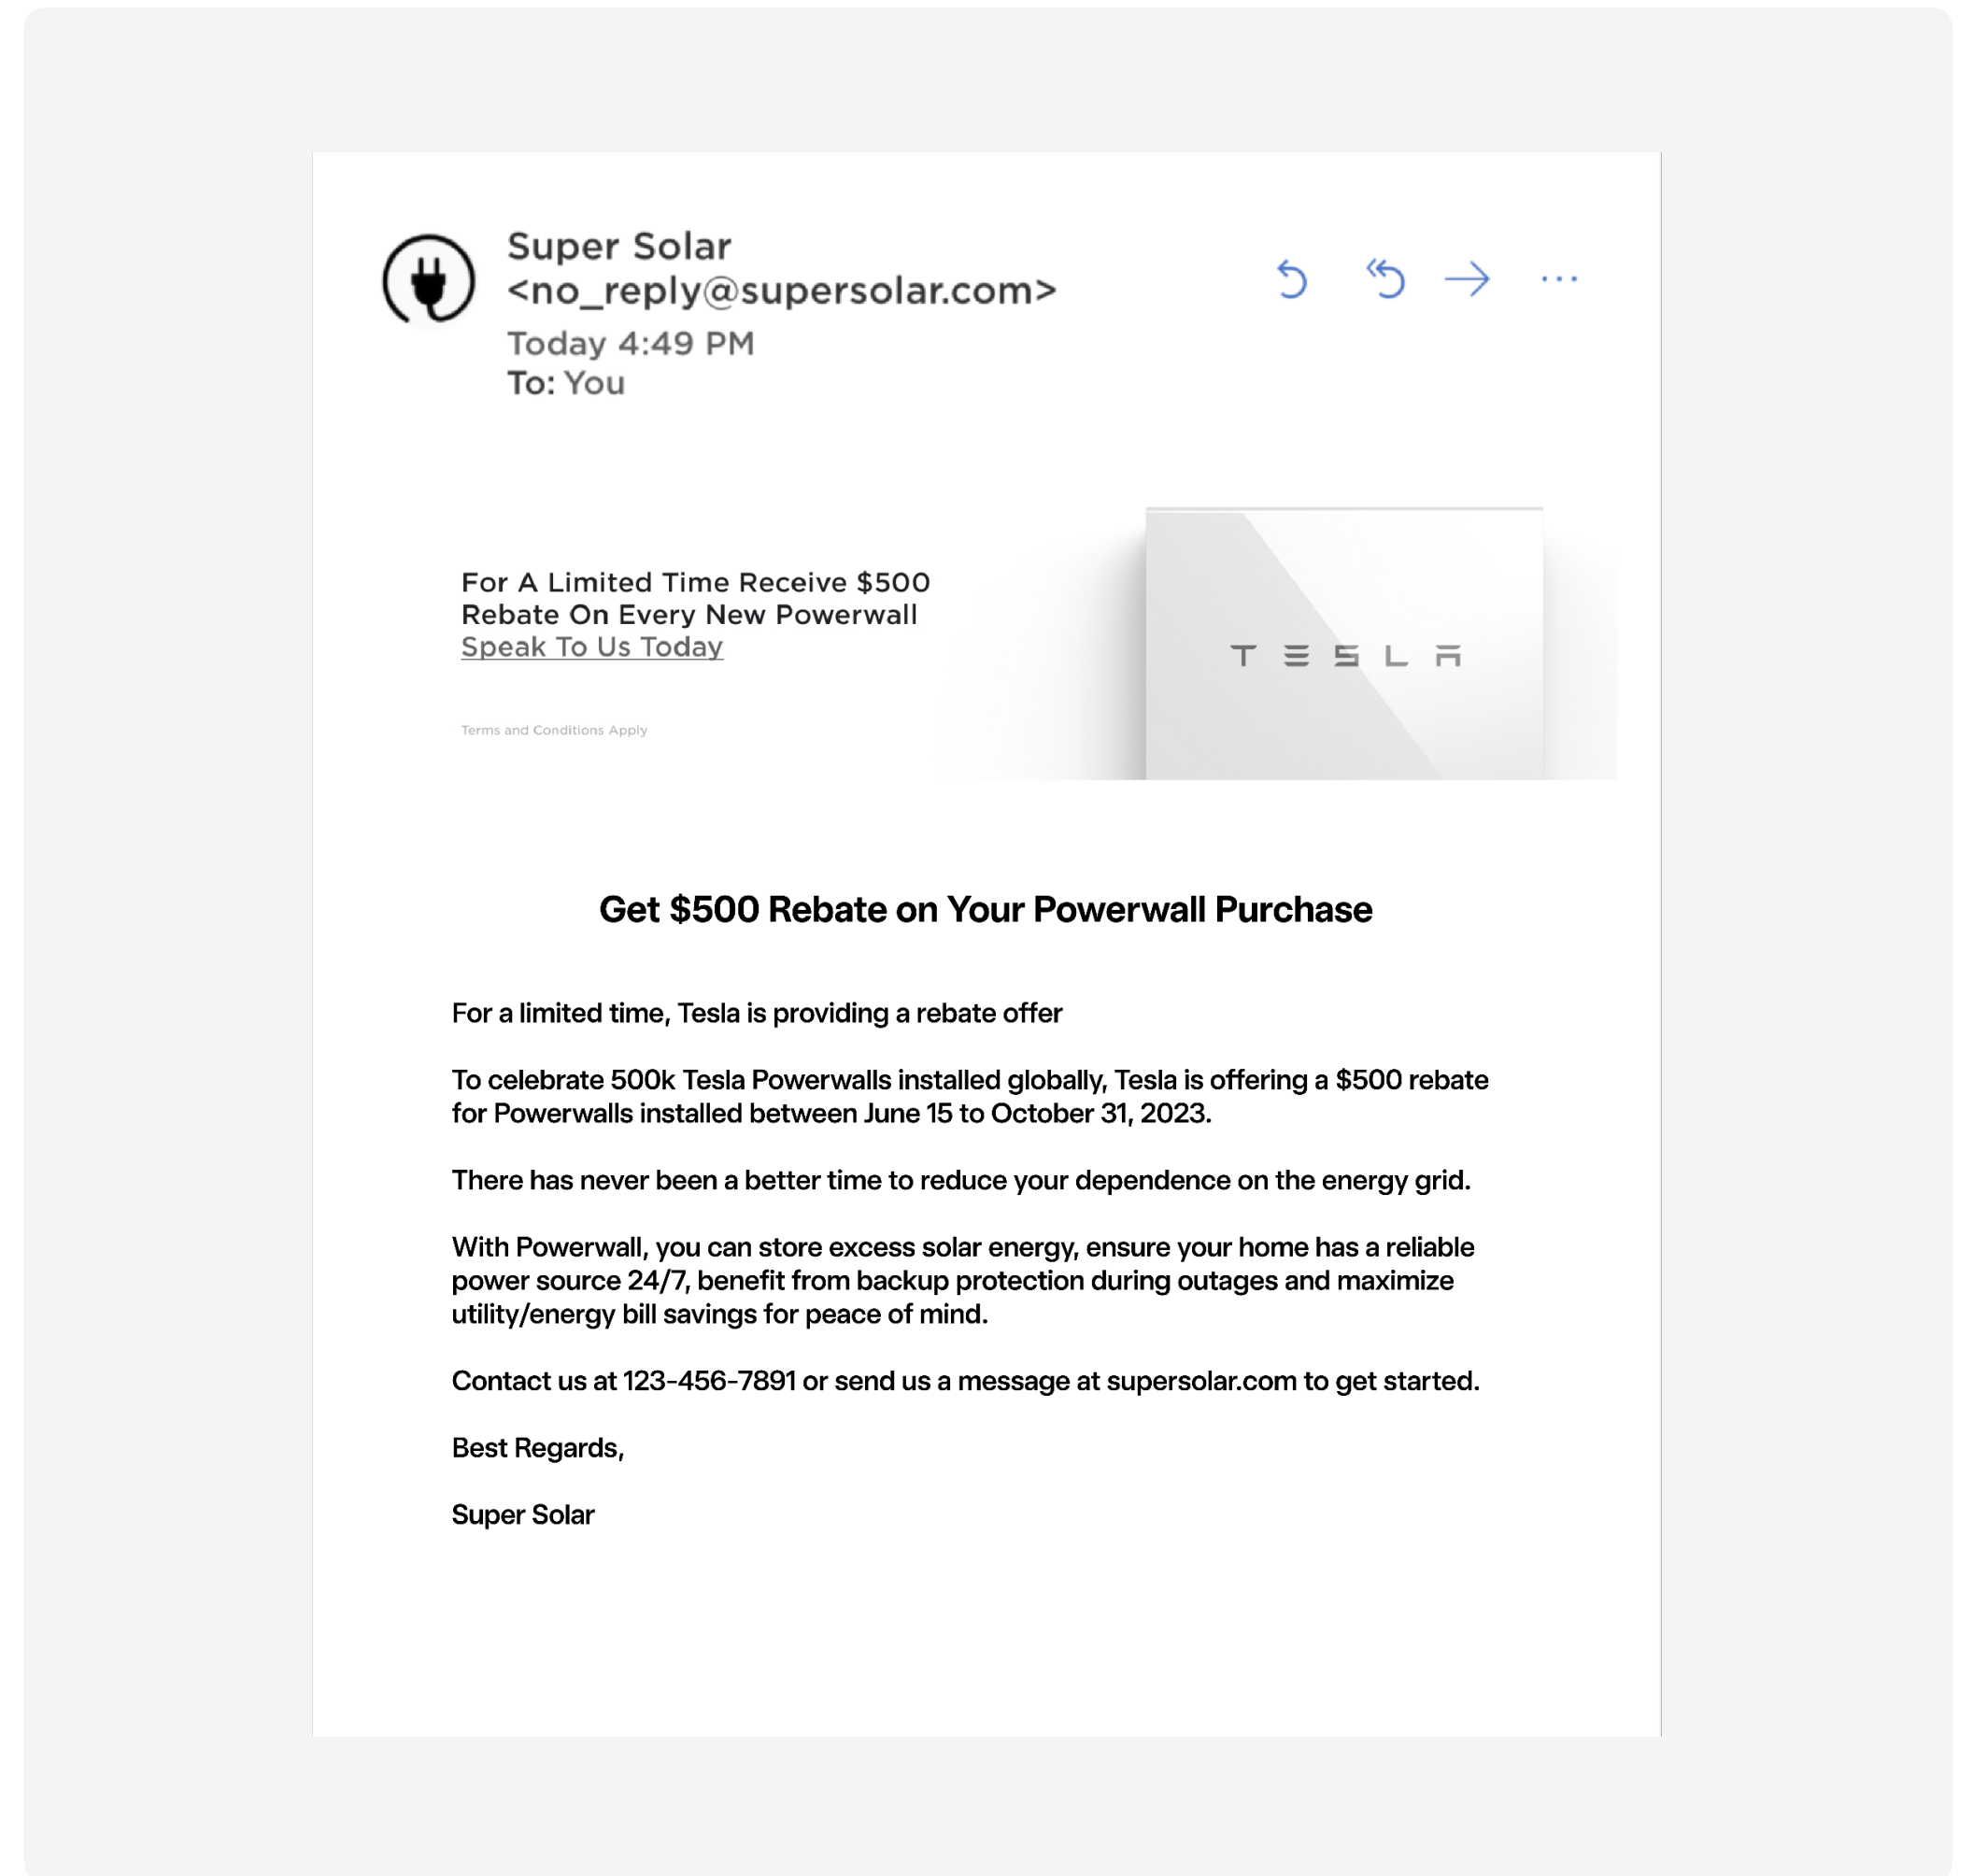 Super Solar
<no_reply@supersolar.com>
Today 4:49 PM
To: You
For A Limited Time Receive $500
Rebate On Every New Powerwall
Speak To Us Today
Terms and Conditions Apply
TESLA
Get $500 Rebate on Your Powerwall Purchase
For a limited time, Tesla is providing a rebate offer
To celebrate 500k Tesla Powerwalls installed globally, Tesla is offering a $500 rebate
for Powerwalls installed between June 15 to October 31, 2023.
There has never been a better time to reduce your dependence on the energy grid.
With Powerwall, you can store excess solar energy, ensure your home has a reliable
power source 24/7, benefit from backup protection during outages and maximize
utility/energy bill savings for peace of mind.
Contact us at 123-456-7891 or send us a message at supersolar.com to get started.
Best Regards,
Super Solar